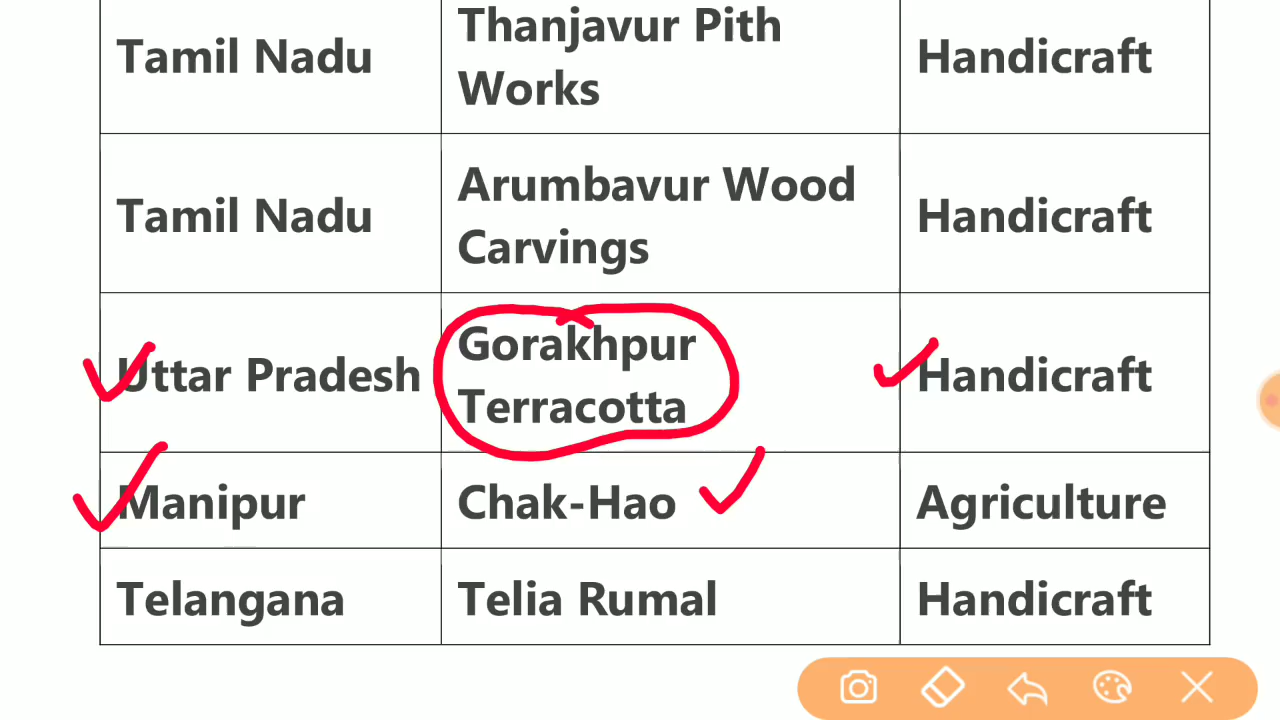 Tamil Nadu Thanjavur Pith Works Handicraft
Tamil Nadu Arumbavur Wood Carvings Handicraft
Uttar Pradesh Gorakhpur Terracotta Handicraft
Manipur Chak-Hao Agriculture
Telangana Telia Rumal Handicraft